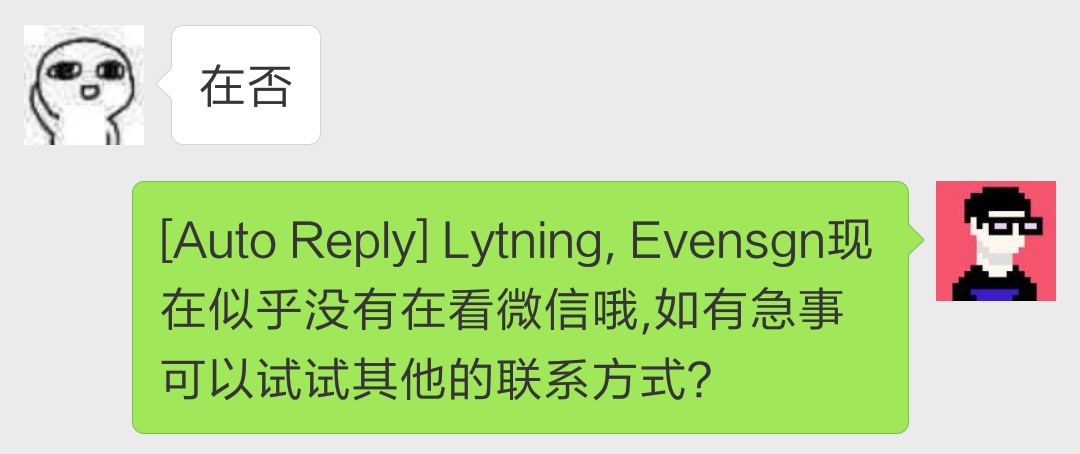 在否
[Auto Reply] Lytning, Evensgn现
在似乎没有在看微信哦,如有急事
可以试试其他的联系方式?